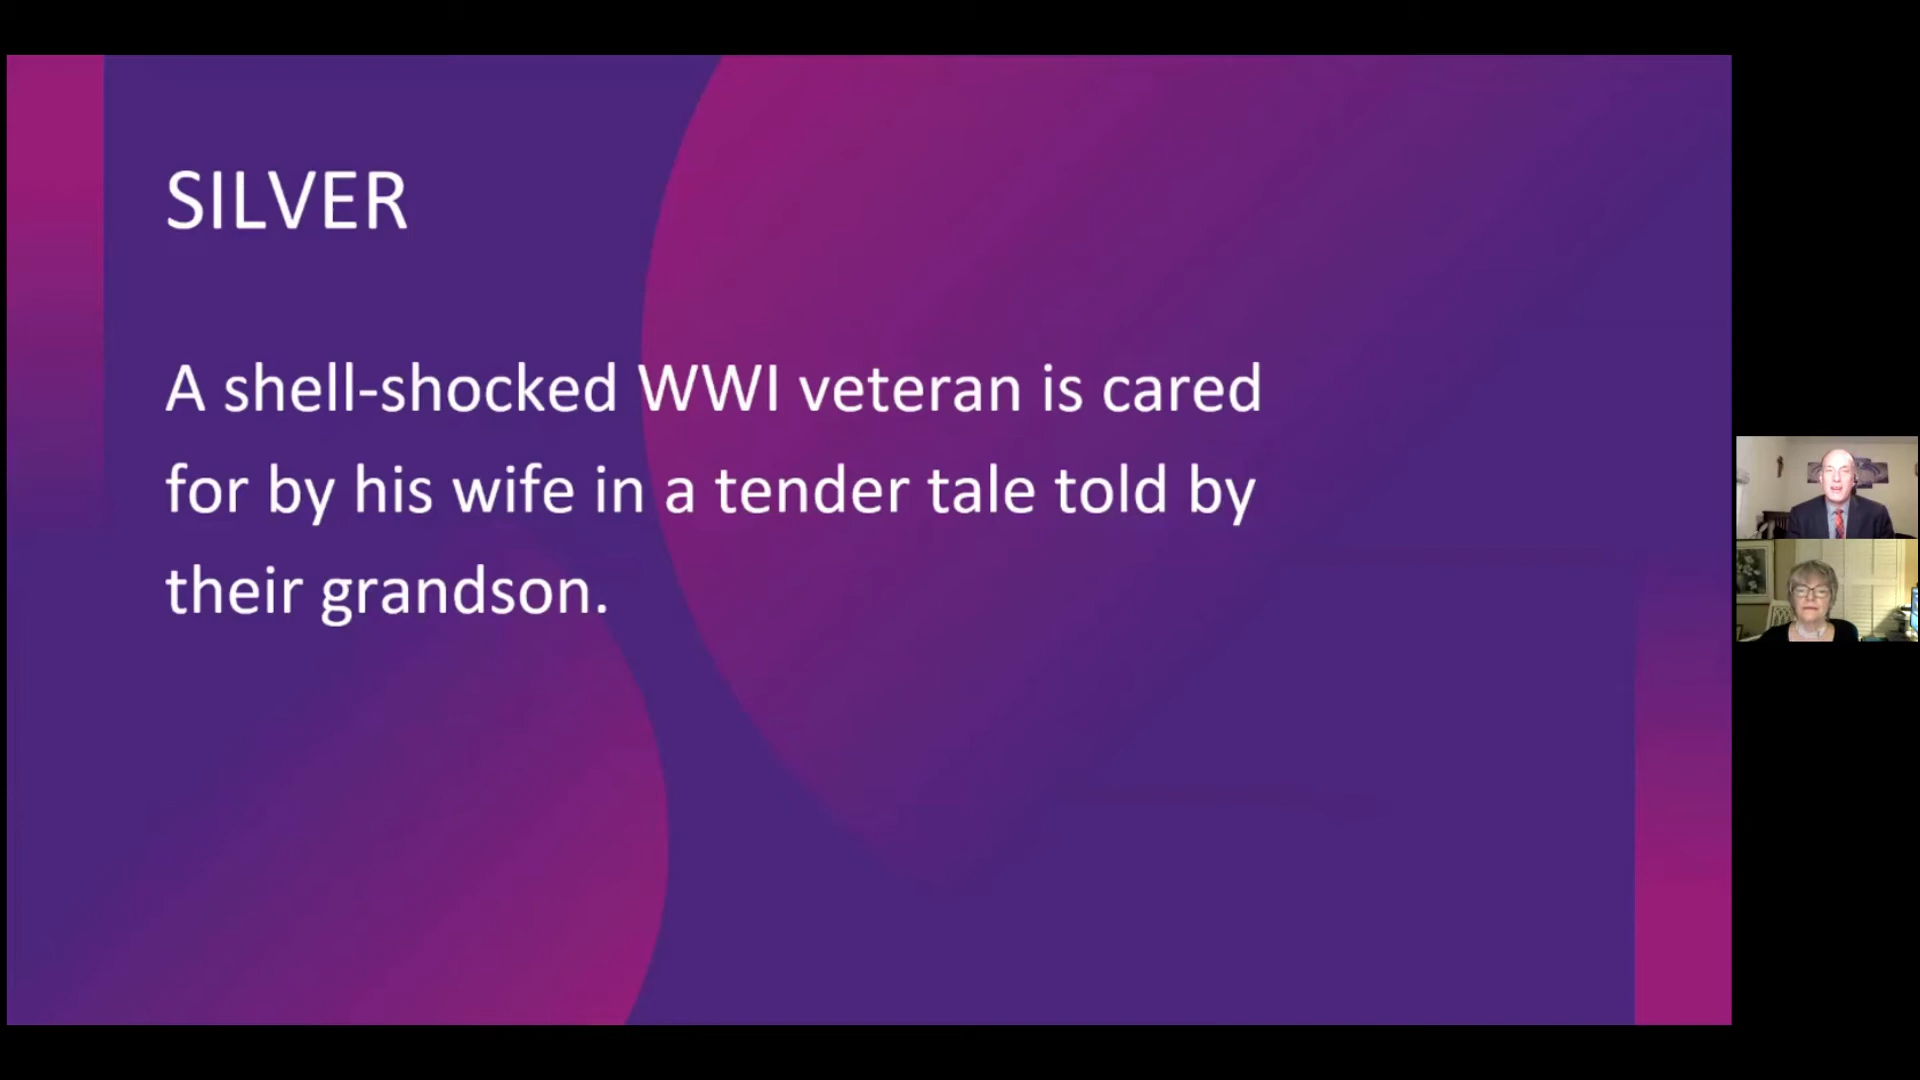 SILVER
A shell-shocked WWI veteran is cared
for by his wife in a tender tale told by
their grandson.